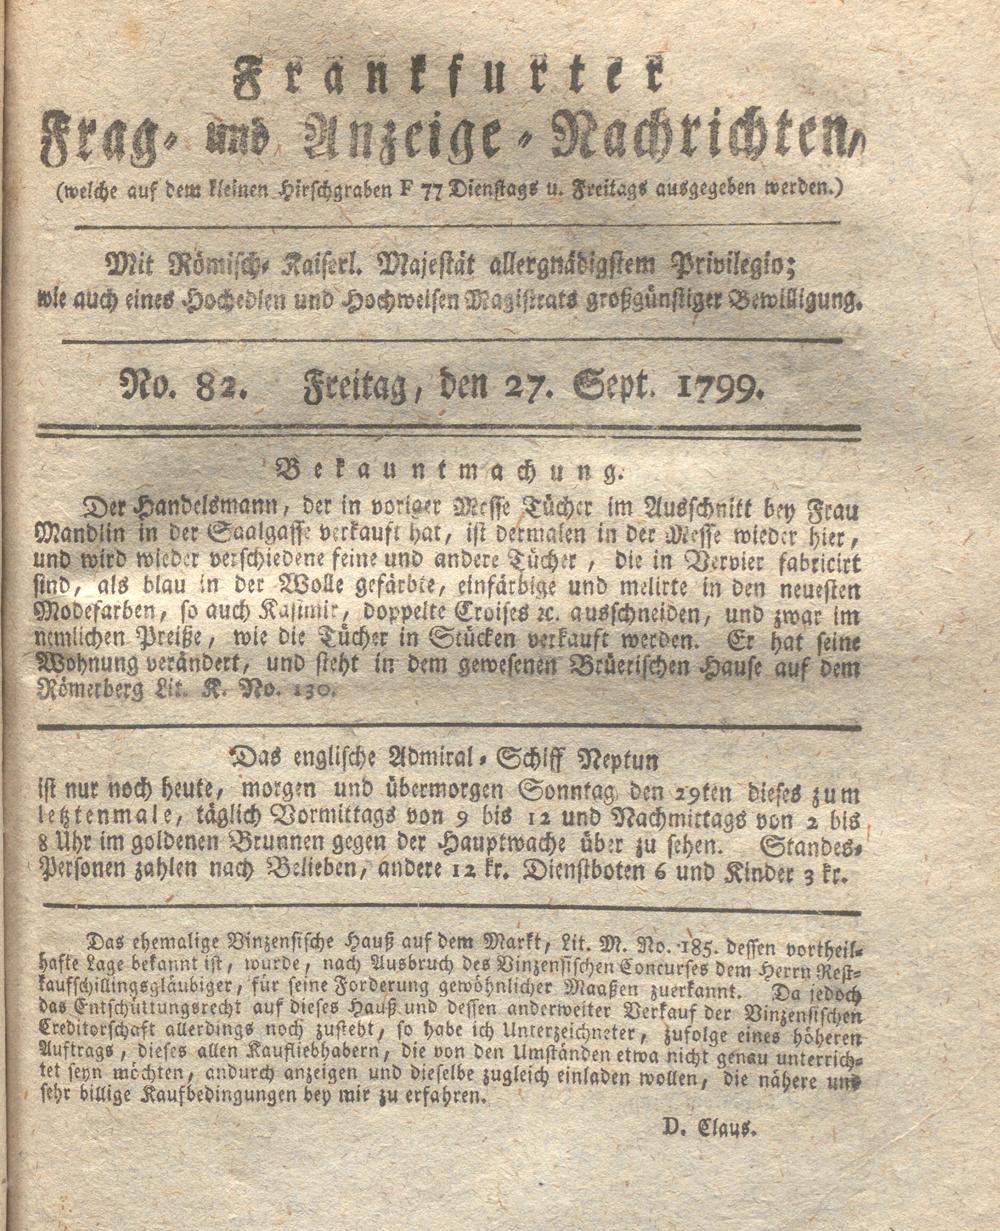 Frankfurter
Frag- und Anzeige-Nachrichten,
(welche auf dem kleinen Hirschgraben F 77 Dienstags u. Freitags ausgegeben werden.)
Mit Römisch-Kaiserl. Majestät allergnädigstem Privilegio;
wie auch eines Hochedlen und Hochweisen Magistrats großgünstiger Bewilligung.
No. 82. Freitag, den 27. Sept. 1799.
Bekauntmachung.
Der Handelsmann, der in voriger Messe Tücher im Ausschnitt bey Frau
Mandlin in der Saalgasse verkauft hat, ist dermalen in der Messe wieder hier,
und wird wieder verschiedene feine und andere Tücher, die in Vervier fabricirt
sind, als blau in der Wolle gefärbte, einfärbige und melirte in den neuesten
Modefarben, so auch Kasimir, doppelte Croises ꝛc. ausschneiden, und zwar im
nemlichen Preiße, wie die Tücher in Stücken verkauft werden. Er hat seine
Wohnung verändert, und steht in dem gewesenen Brüerischen Hause auf dem
Römerberg Lit. K. No. 130.
Das englische Admiral-Schiff Neptun
ist nur noch heute, morgen und übermorgen Sonntag den 29ten dieses zum
letztenmale, täglich Vormittags von 9 bis 12 und Nachmittags von 2 bis
8 Uhr im goldenen Brunnen gegen der Hauptwache über zu sehen. Standes-
Personen zahlen nach Belieben, andere 12 kr. Dienstboten 6 und Kinder 3 kr.
Das ehemalige Vinzensische Hauß auf dem Markt, Lit. M. No. 185. dessen vortheil-
hafte Lage bekannt ist, wurde, nach Ausbruch des Vinzensischen Concurses dem Herrn Rest-
kaufschillingsgläubiger, für seine Forderung gewöhnlicher Maaßen zuerkannt. Da jedoch
das Entschüttungsrecht auf dieses Hauß und dessen anderweiter Verkauf der Vinzensischen
Creditorschaft allerdings noch zusteht, so habe ich Unterzeichneter, zufolge eines höheren
Auftrags, dieses allen Kaufliebhabern, die von den Umständen etwa nicht genau unterrich-
tet seyn möchten, andurch anzeigen und dieselbe zugleich einladen wollen, die nähere und
sehr billige Kaufbedingungen bey mir zu erfahren.
D. Claus.